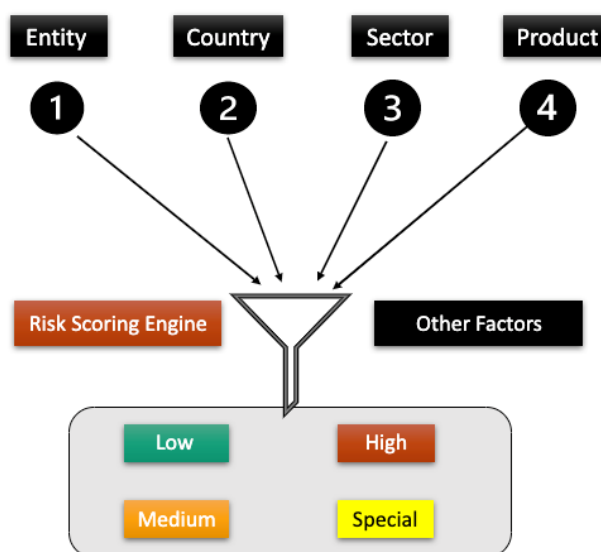 Entity
Country
Sector
Product
1
2
3
4
Risk Scoring Engine
Other Factors
Low
High
Medium
Special